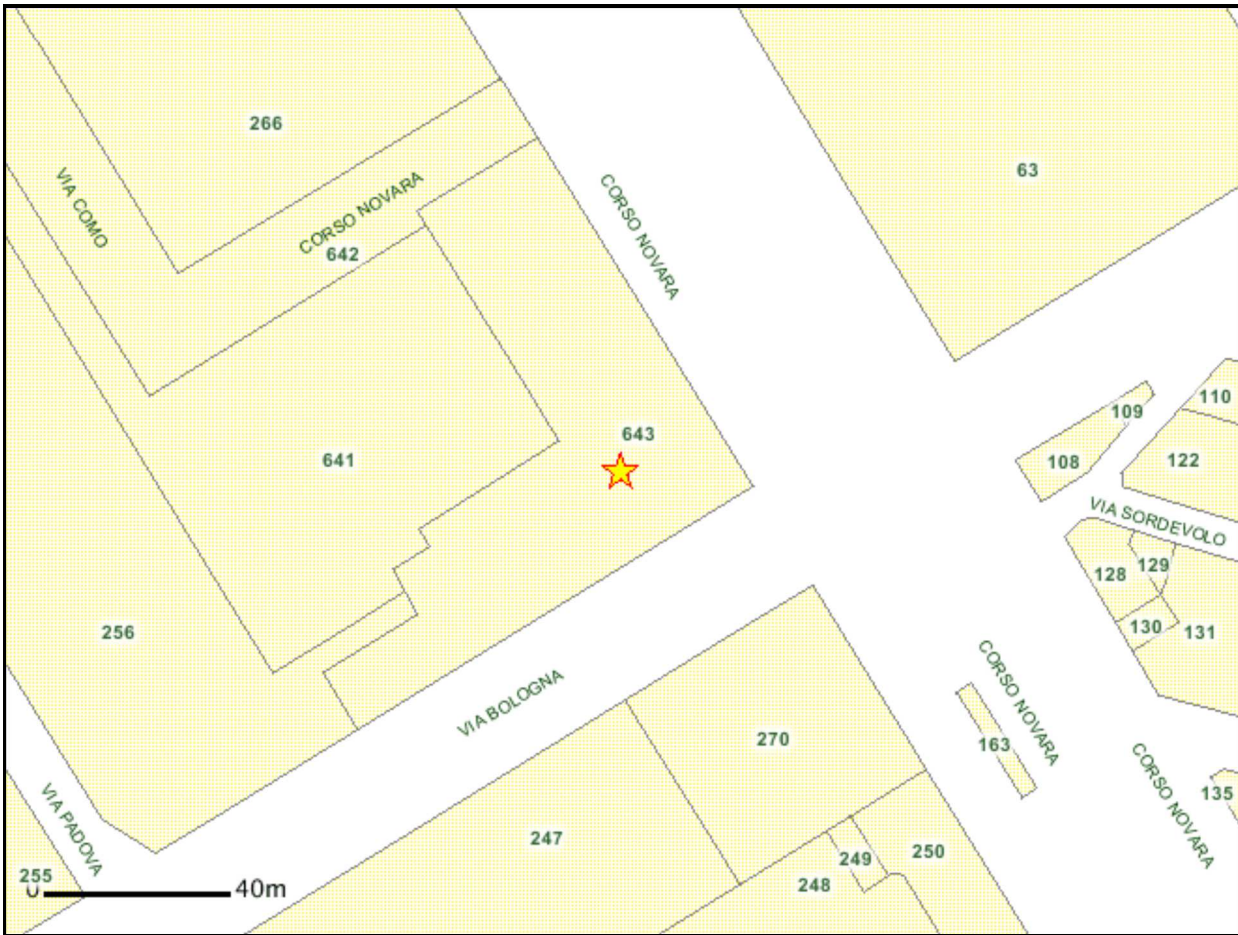 266
63
VIA COMO
CORSO NOVARA
CORSO NOVARA
642
110
109
643
641
108
122
VIA SORDEVOLO
128
129
256
130
131
VIA BOLOGNA
CORSO NOVARA
270
163
CORSO NOVARA
135
VIA PADOVA
247
249
250
248
255
0
40m